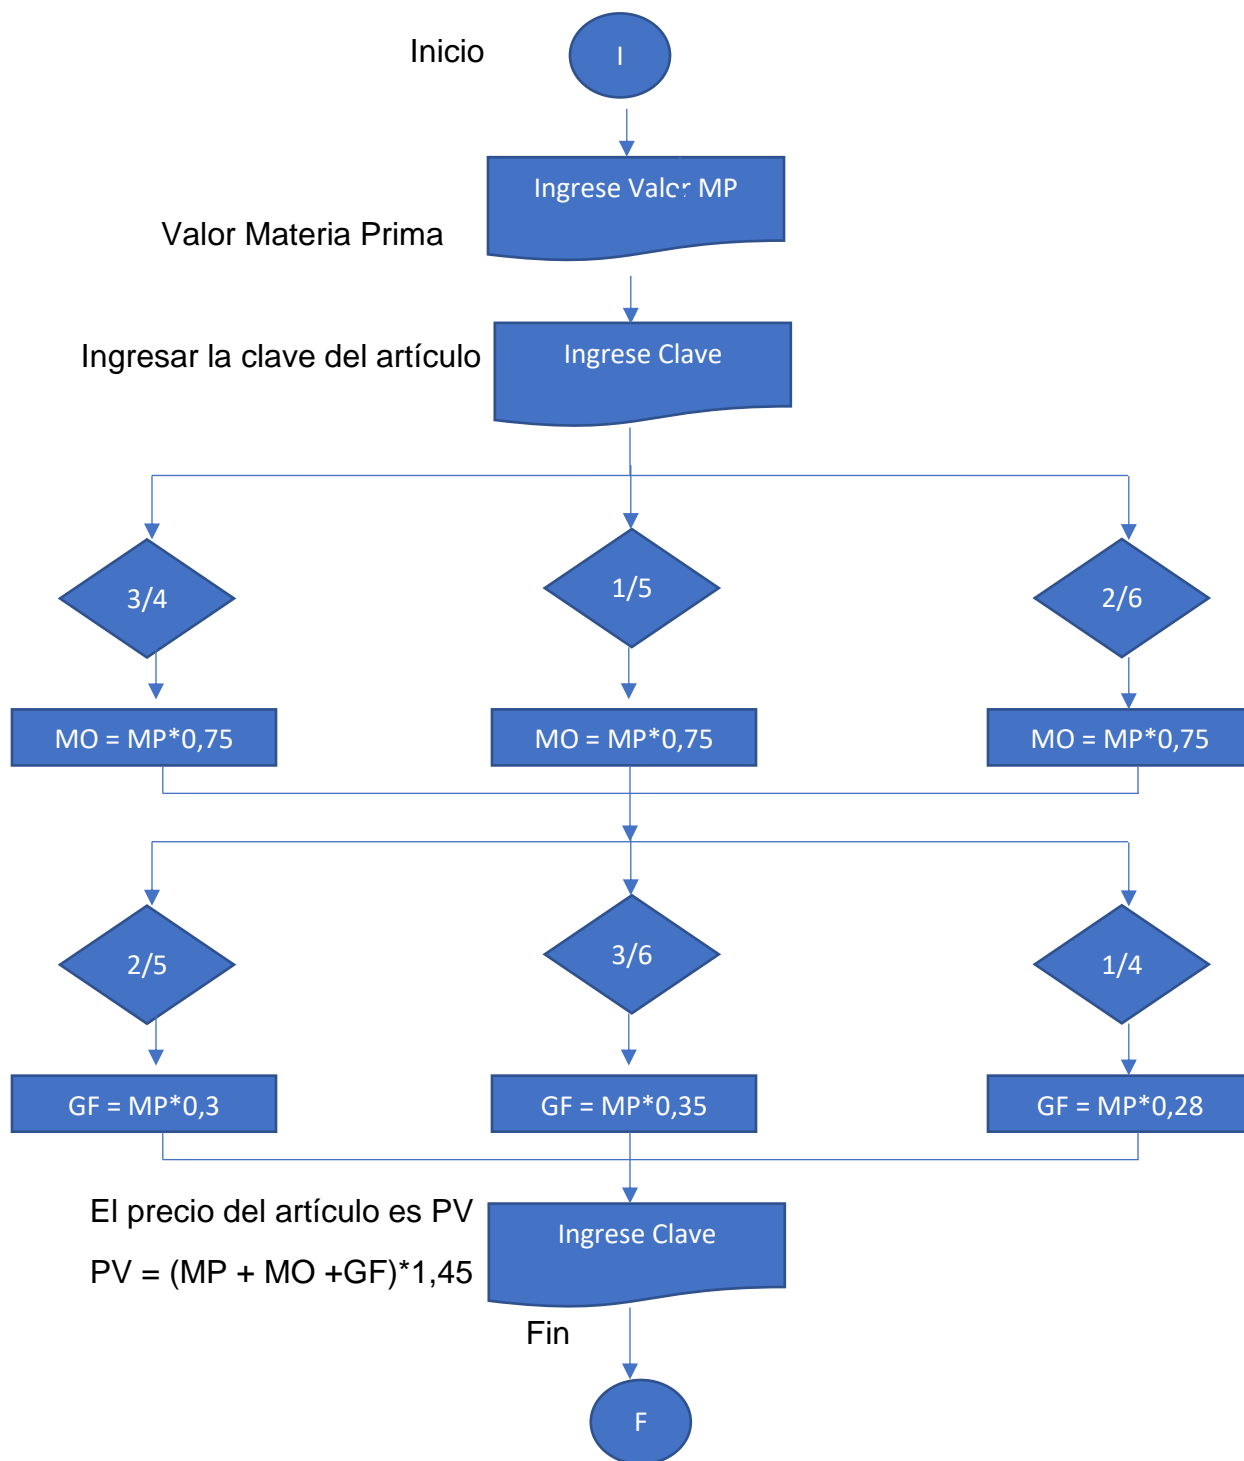 Inicio
I
Ingrese Valor MP
Valor Materia Prima
Ingresar la clave del artículo
Ingrese Clave
3/4
1/5
2/6
MO = MP*0,75
MO = MP*0,75
MO = MP*0,75
2/5
3/6
1/4
GF = MP*0,3
GF = MP*0,35
GF = MP*0,28
El precio del artículo es PV
Ingrese Clave
PV = (MP + MO +GF)*1,45
Fin
F